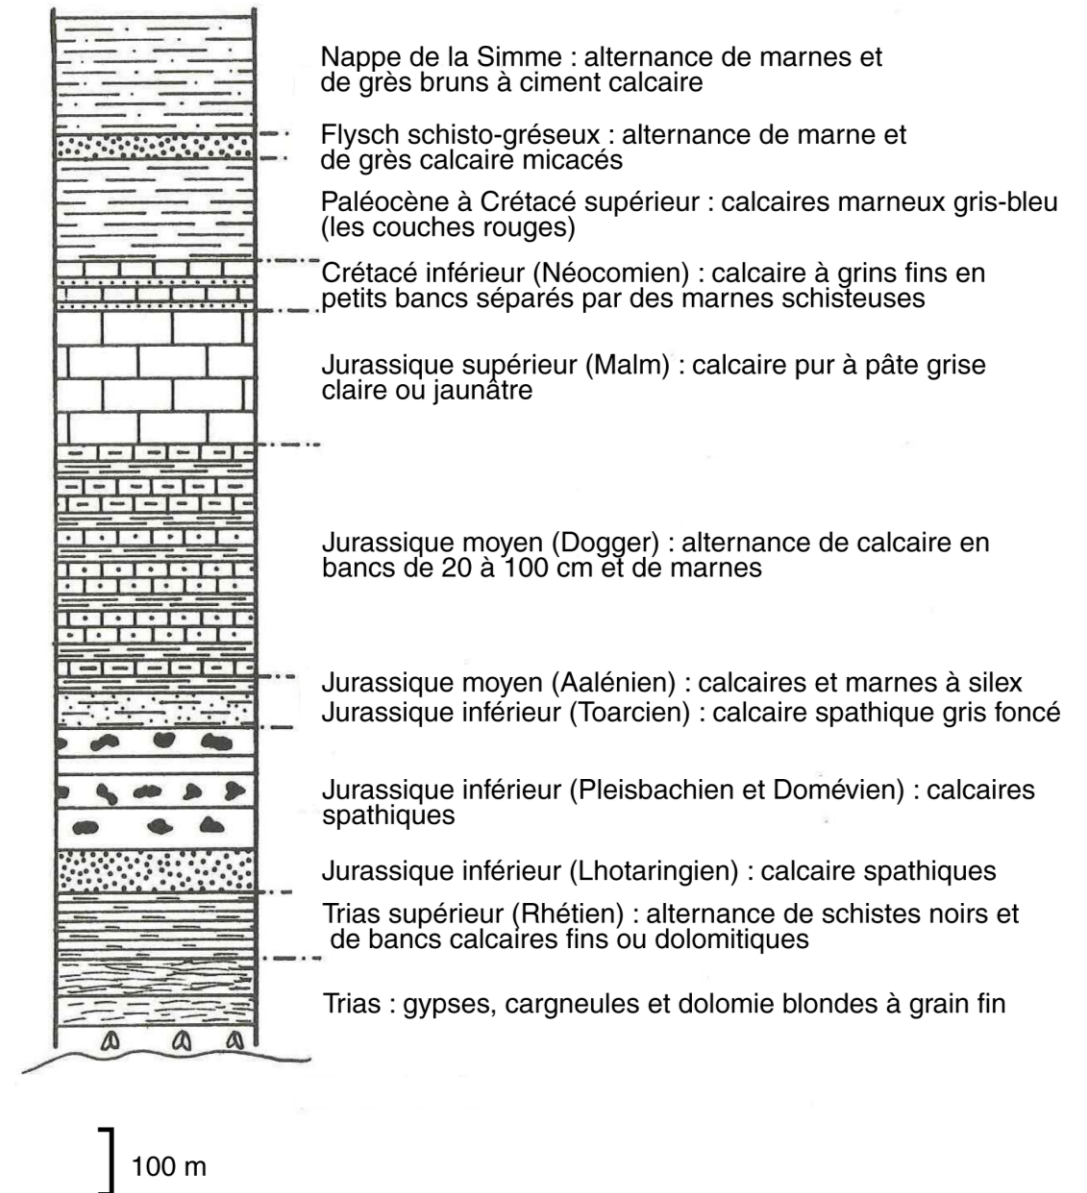 Nappe de la Simme : alternance de marnes et
de grès bruns à ciment calcaire
Flysch schisto-gréseux : alternance de marne et
de grès calcaire micacés
Paléocène à Crétacé supérieur : calcaires marneux gris-bleu
(les couches rouges)
Crétacé inférieur (Néocomien) : calcaire à grins fins en
petits bancs séparés par des marnes schisteuses
Jurassique supérieur (Malm) : calcaire pur à pâte grise
claire ou jaunâtre
Jurassique moyen (Dogger) : alternance de calcaire en
bancs de 20 à 100 cm et de marnes
Jurassique moyen (Aalénien) : calcaires et marnes à silex
Jurassique inférieur (Toarcien) : calcaire spathique gris foncé
Jurassique inférieur (Pleisbachien et Domévien) : calcaires
spathiques
Jurassique inférieur (Lhotaringien) : calcaire spathiques
Trias supérieur (Rhétien) : alternance de schistes noirs et
de bancs calcaires fins ou dolomitiques
Trias : gypses, cargneules et dolomie blondes à grain fin
100 m